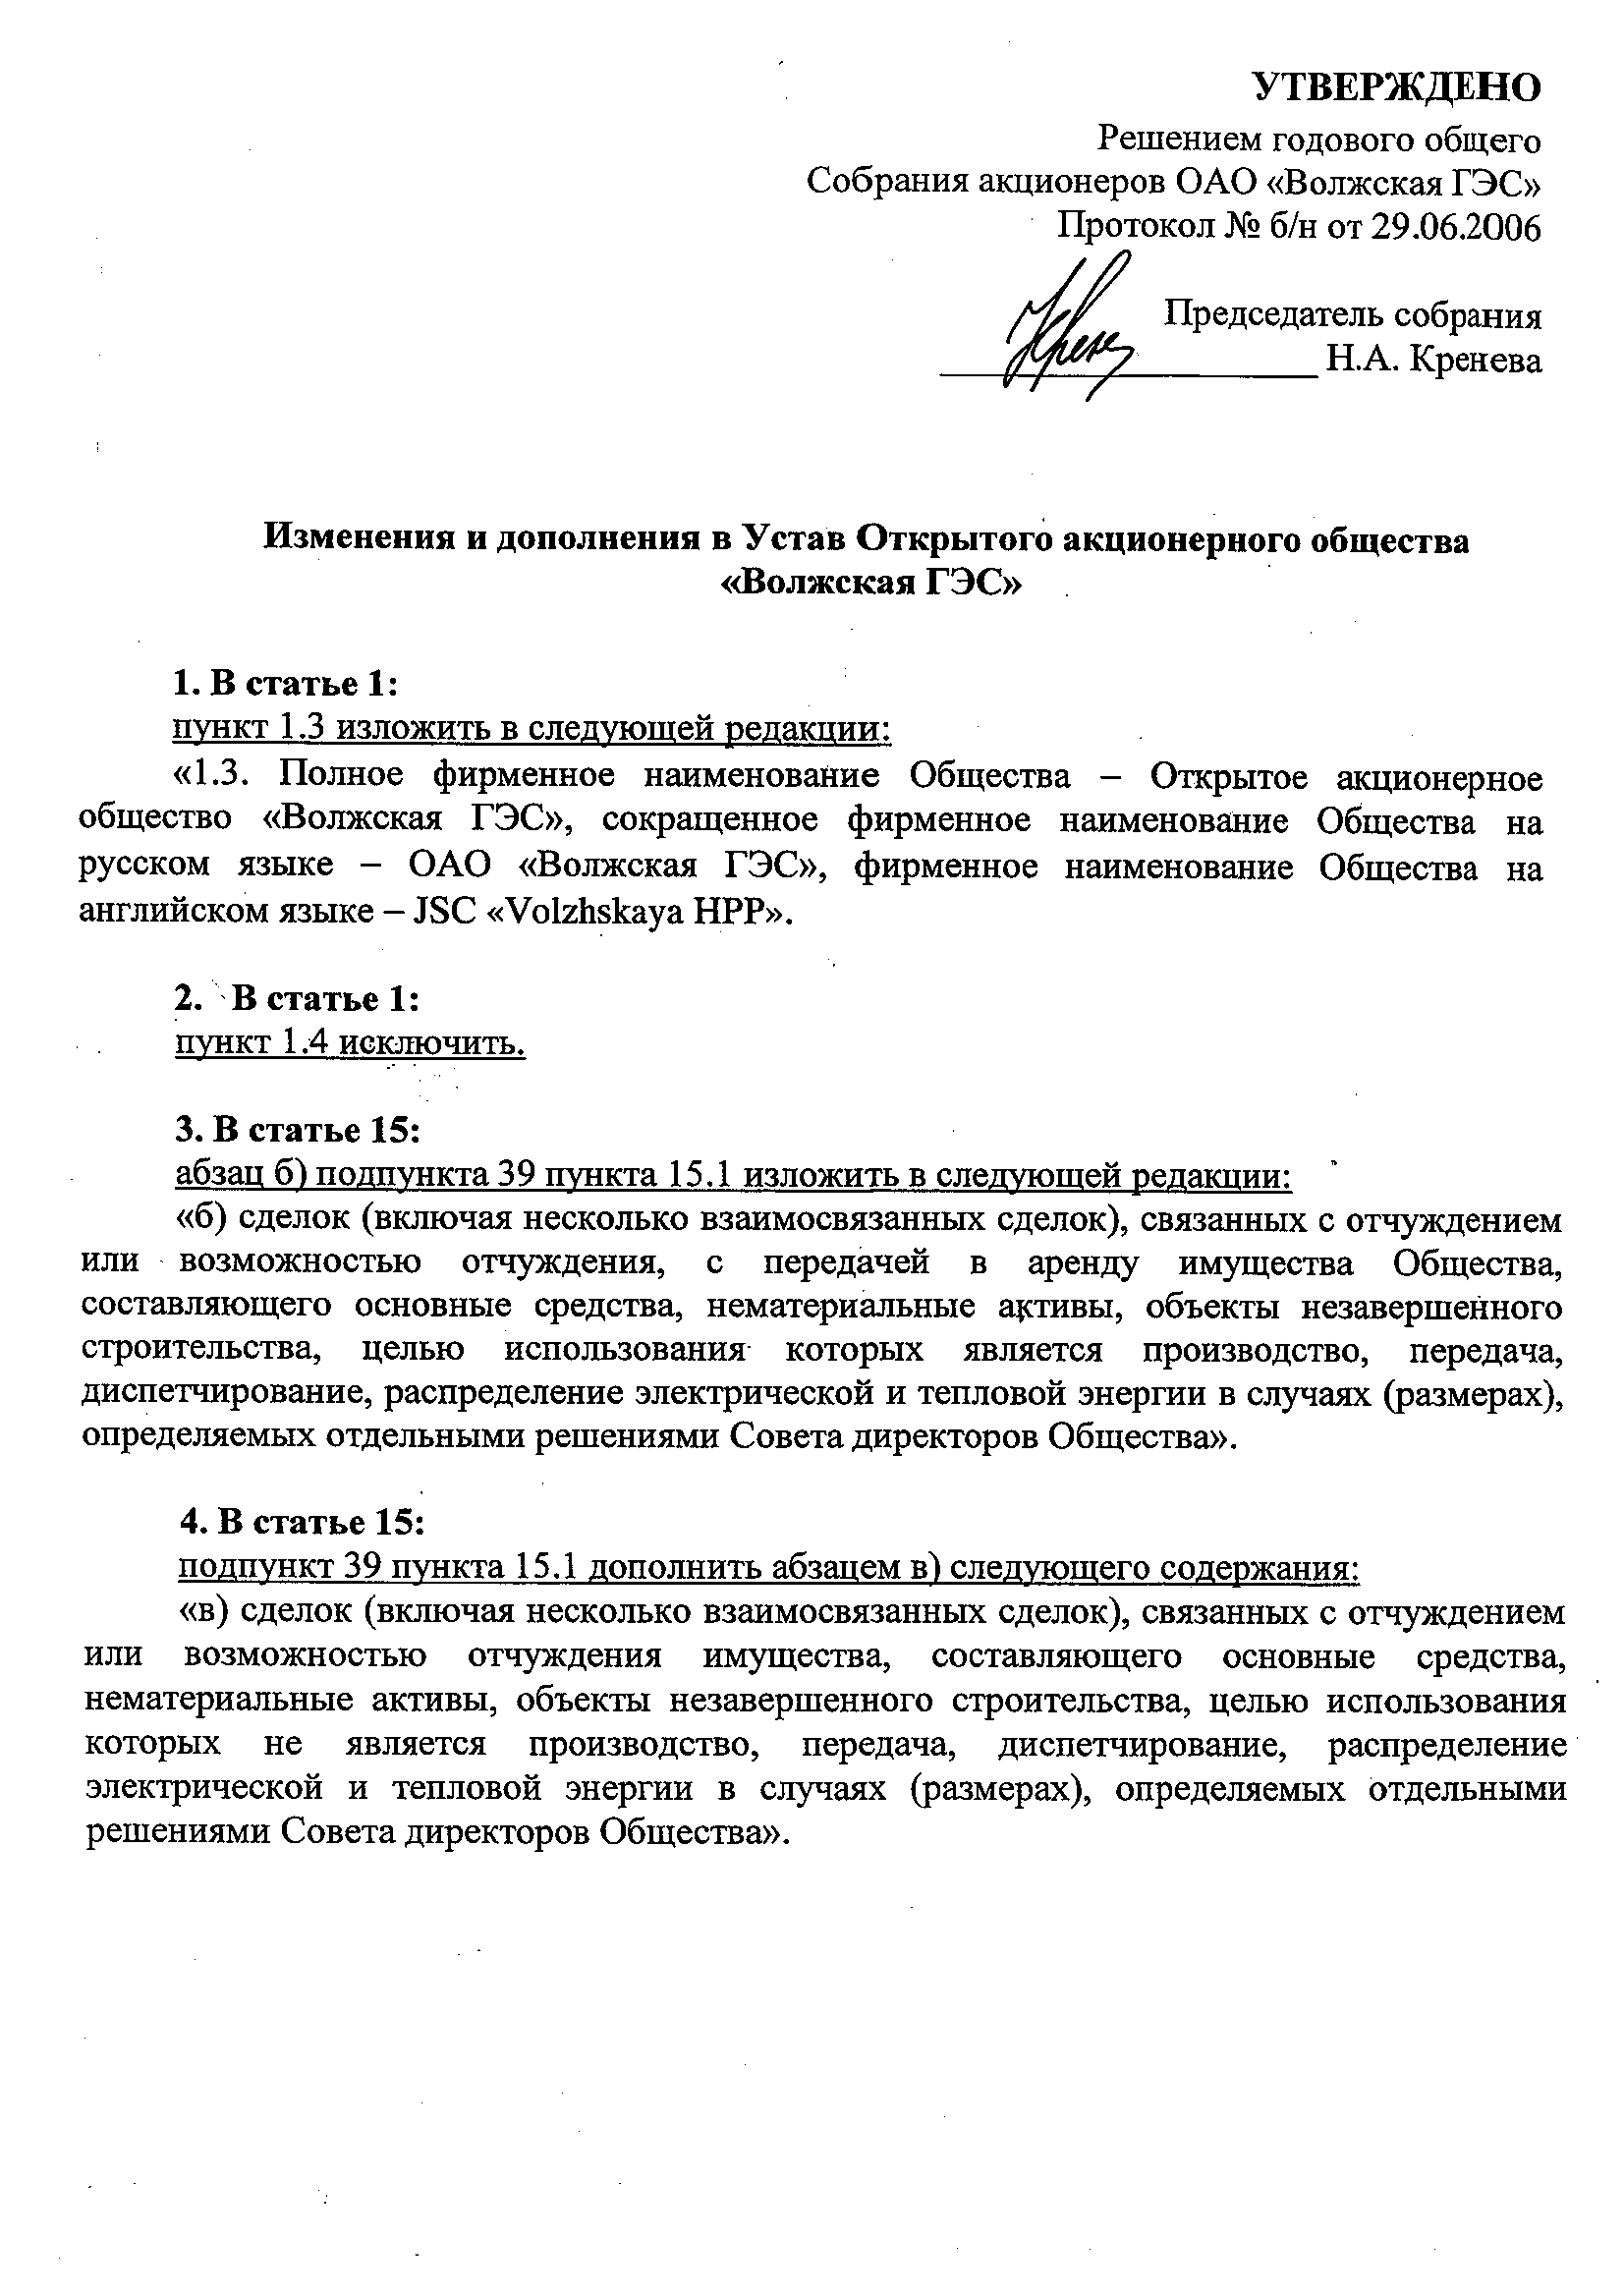 УТВЕРЖДЕНО
Решением годового общего
Собрания акционеров ОАО «Волжская ГЭС»
Протокол № б/н от 29.06.2006
Председатель собрания
Н.А. Кренева
Изменения и дополнения в Устав Открытого акционерного общества
«Волжская ГЭС»
1. В статье 1:
пункт 1.3 изложить в следующей редакции:
«1.3. Полное фирменное наименование Общества – Открытое акционерное
общество «Волжская ГЭС», сокращенное фирменное наименование Общества на
русском языке – ОАО «Волжская ГЭС», фирменное наименование Общества на
английском языке – JSC «Volzhskaya HPP».
2. В статье 1:
пункт 1.4 исключить.
3. В статье 15:
абзац б) подпункта 39 пункта 15.1 изложить в следующей редакции:
«б) сделок (включая несколько взаимосвязанных сделок), связанных с отчуждением
или возможностью отчуждения, с передачей в аренду имущества Общества,
составляющего основные средства, нематериальные активы, объекты незавершенного
строительства, целью использования которых является производство, передача,
диспетчирование, распределение электрической и тепловой энергии в случаях (размерах),
определяемых отдельными решениями Совета директоров Общества».
4. В статье 15:
подпункт 39 пункта 15.1 дополнить абзацем в) следующего содержания:
«в) сделок (включая несколько взаимосвязанных сделок), связанных с отчуждением
или возможностью отчуждения имущества, составляющего основные средства,
нематериальные активы, объекты незавершенного строительства, целью использования
которых не является производство, передача, диспетчирование, распределение
электрической и тепловой энергии в случаях (размерах), определяемых отдельными
решениями Совета директоров Общества».